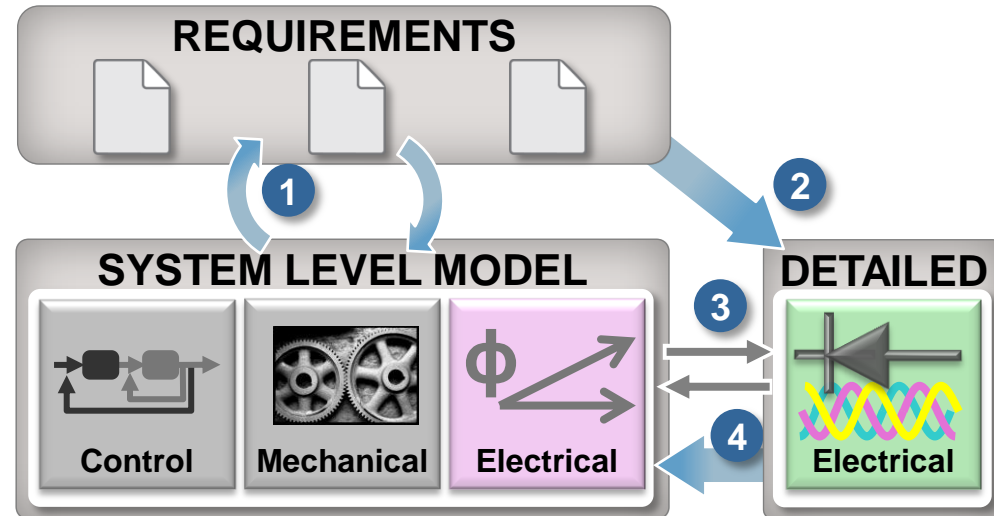 REQUIREMENTS
1
2
SYSTEM LEVEL MODEL
DETAILED
3
ϕ
4
Control
Mechanical
Electrical
Electrical